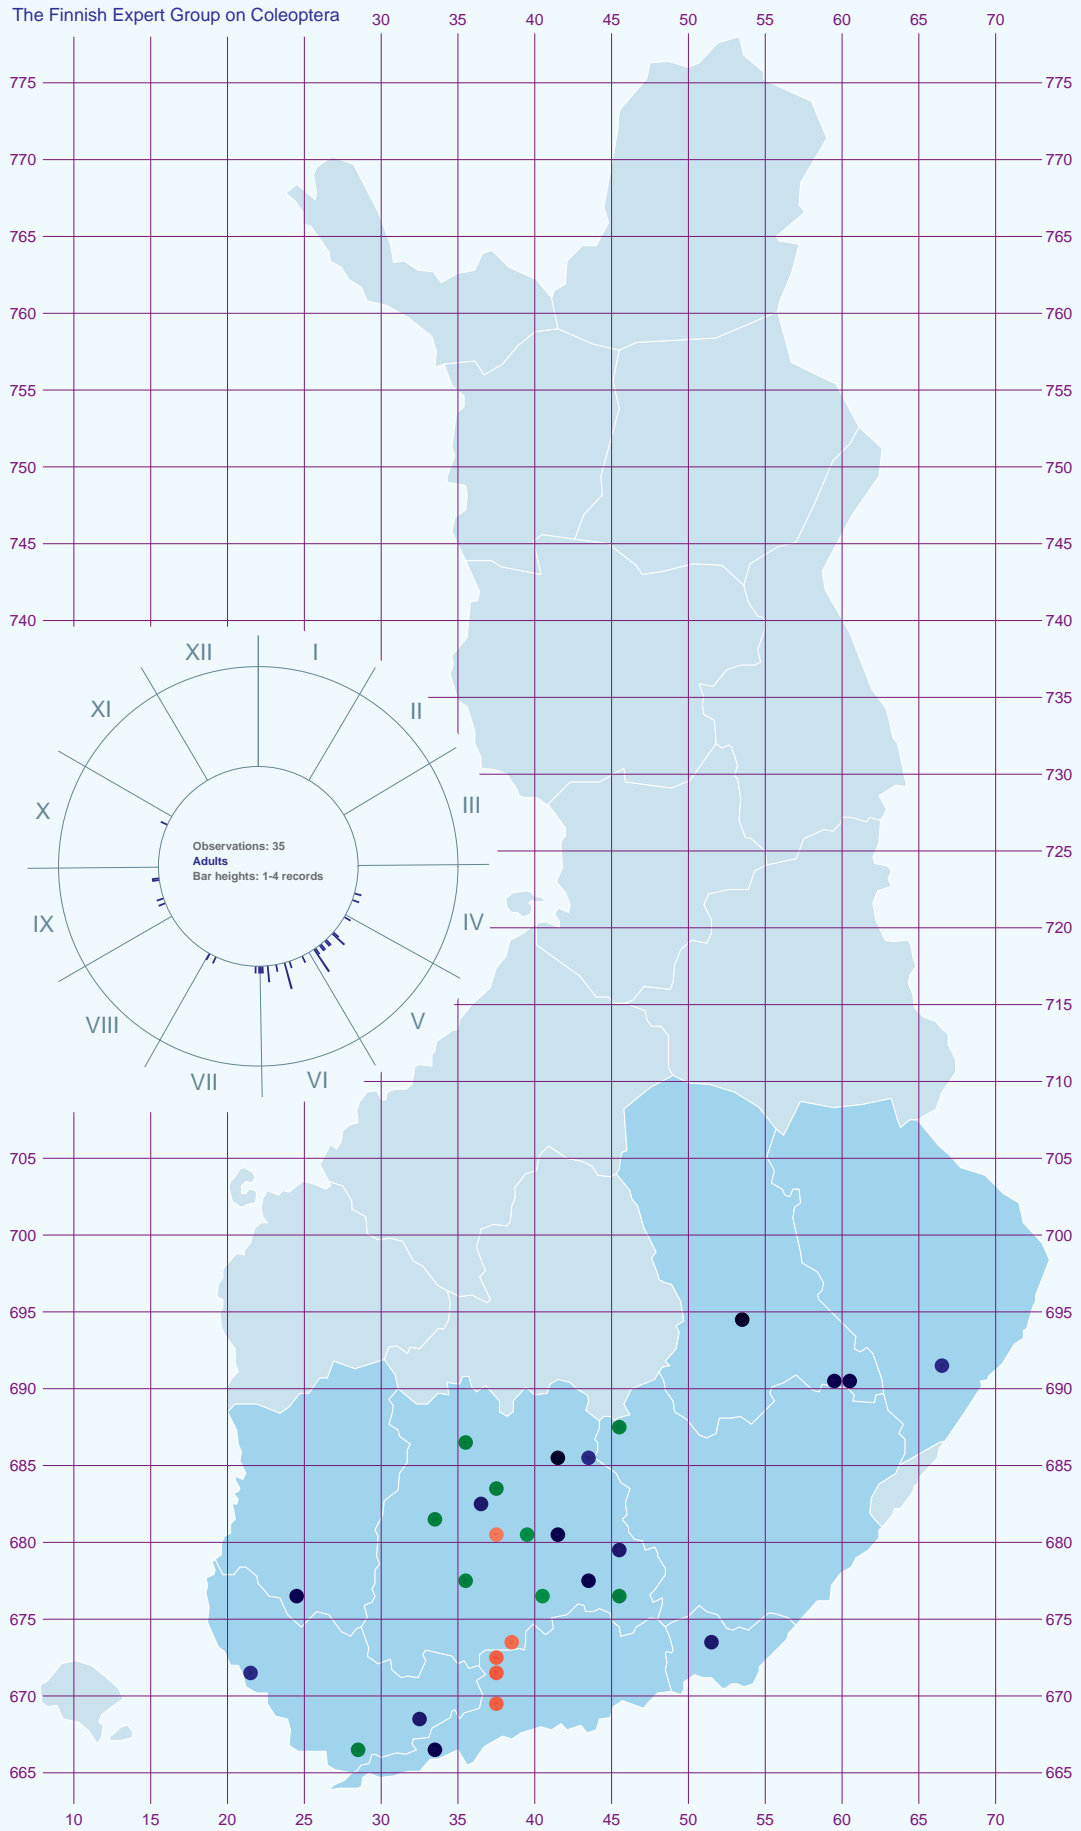 The Finnish Expert Group on Coleoptera 30 35 40 45 50 55 60 65 70
775 775
770 770
765 765
760 760
755 755
750 750
745 745
740 740
XII I
735
XI II
730
X III
Observations: 35
Adults
Bar heights: 1-4 records
725
IX IV
720
VIII V
715
VII VI
710
705 705
700 700
695 695
690 690
685 685
680 680
675 675
670 670
665 665
10 15 20 25 30 35 40 45 50 55 60 65 70